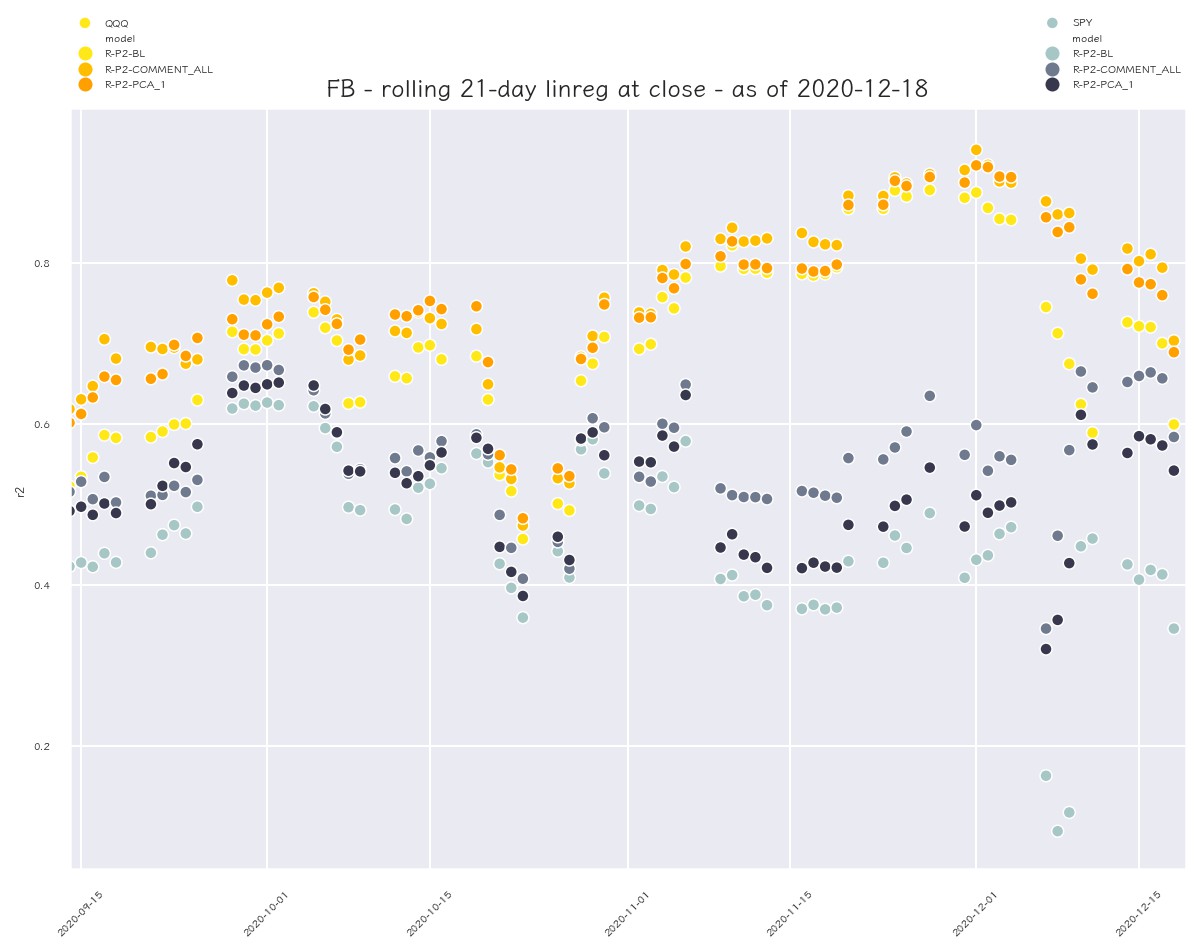 QQQ
model
R-P2-BL
R-P2-COMMENT_ALL
R-P2-PCA_1
SPY
model
R-P2-BL
R-P2-COMMENT_ALL
R-P2-PCA_1
FB - rolling 21-day linreg at close - as of 2020-12-18
0.8
0.6
0.4
0.2
r2
2020-09-15
2020-10-01
2020-10-15
2020-11-01
2020-11-15
2020-12-01
2020-12-15